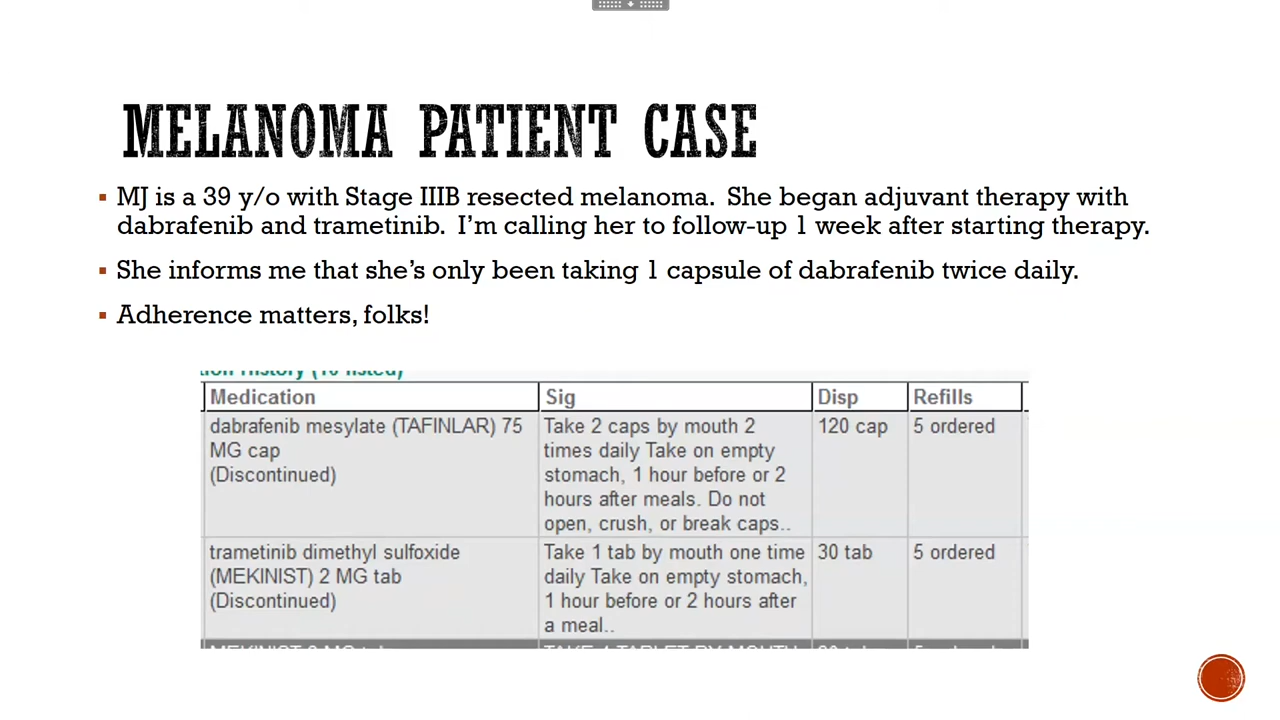 MELANOMA PATIENT CASE
MJ is a 39 y/o with Stage IIIB resected melanoma. She began adjuvant therapy with
dabrafenib and trametinib. I'm calling her to follow-up 1 week after starting therapy.
She informs me that she's only been taking 1 capsule of dabrafenib twice daily.
Adherence matters, folks!
History (10 listed)
Medication Sig Disp Refills
dabrafenib mesylate (TAFINLAR) 75 Take 2 caps by mouth 2 120 cap 5 ordered
MG cap times daily Take on empty
(Discontinued) stomach, 1 hour before or 2
hours after meals. Do not
open, crush, or break caps..
trametinib dimethyl sulfoxide Take 1 tab by mouth one time 30 tab 5 ordered
(MEKINIST) 2 MG tab daily Take on empty stomach,
(Discontinued) 1 hour before or 2 hours after
a meal..